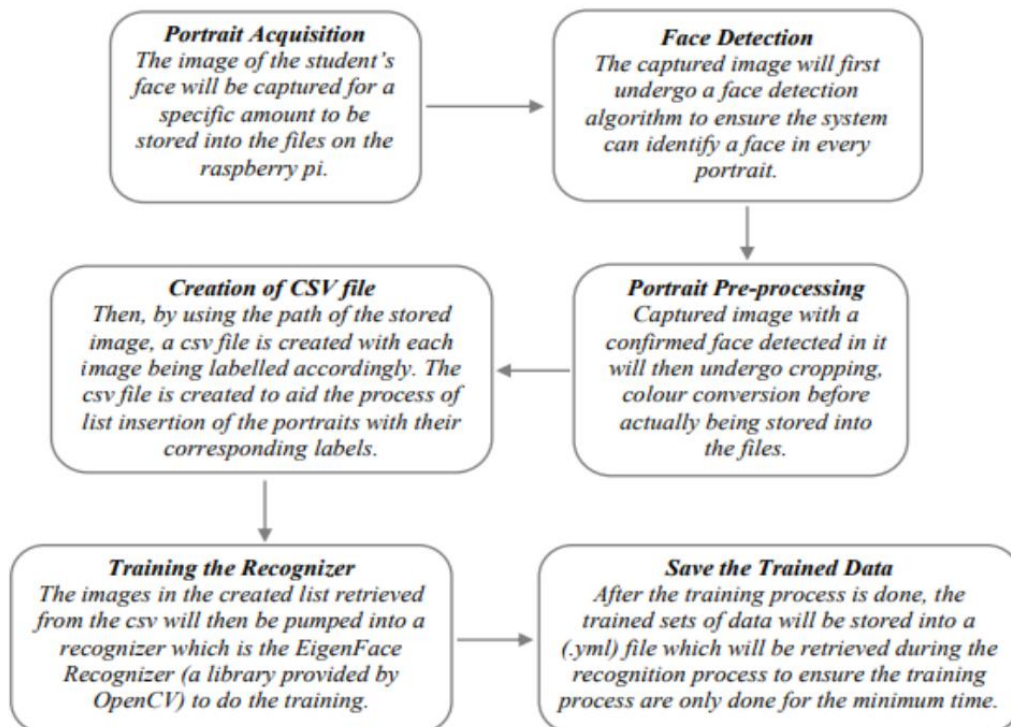 Portrait Acquisition
The image of the student's
face will be captured for a
specific amount to be
stored into the files on the
raspberry pi.
Face Detection
The captured image will first
undergo a face detection
algorithm to ensure the system
can identify a face in every
portrait.
Portrait Pre-processing
Captured image with a
confirmed face detected in it
will then undergo cropping,
colour conversion before
actually being stored into
the files.
Creation of CSV file
Then, by using the path of the stored
image, a csv file is created with each
image being labelled accordingly. The
csv file is created to aid the process of
list insertion of the portraits with their
corresponding labels.
Training the Recognizer
The images in the created list retrieved
from the csv will then be pumped into a
recognizer which is the EigenFace
Recognizer (a library provided by
OpenCV) to do the training.
Save the Trained Data
After the training process is done, the
trained sets of data will be stored into a
(.yml) file which will be retrieved during the
recognition process to ensure the training
process are only done for the minimum time.